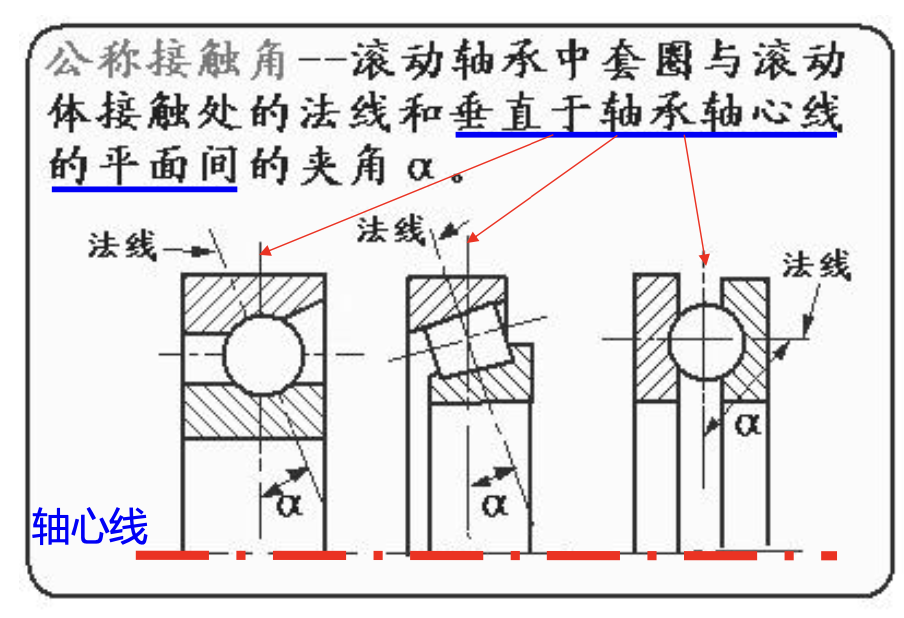 公称接触角--滚动轴承中套圈与滚动
体接触处的法线和垂直于轴承轴心线
的平面间的夹角α。
法线
法线
法线
α
α
α
轴心线